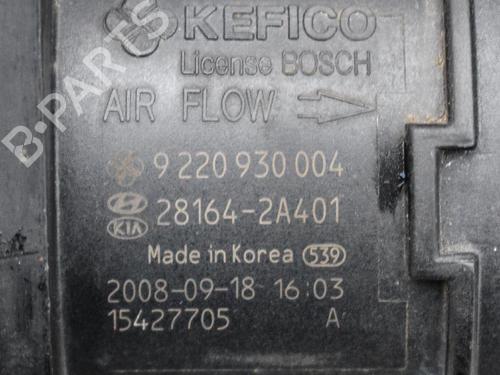 KEFICO
License BOSCH
AIR FLOW
9 220 930 004
28164-2A401
KIA
Made in Korea 539
2008-09-18 16:03
15427705 A
B-PARTS